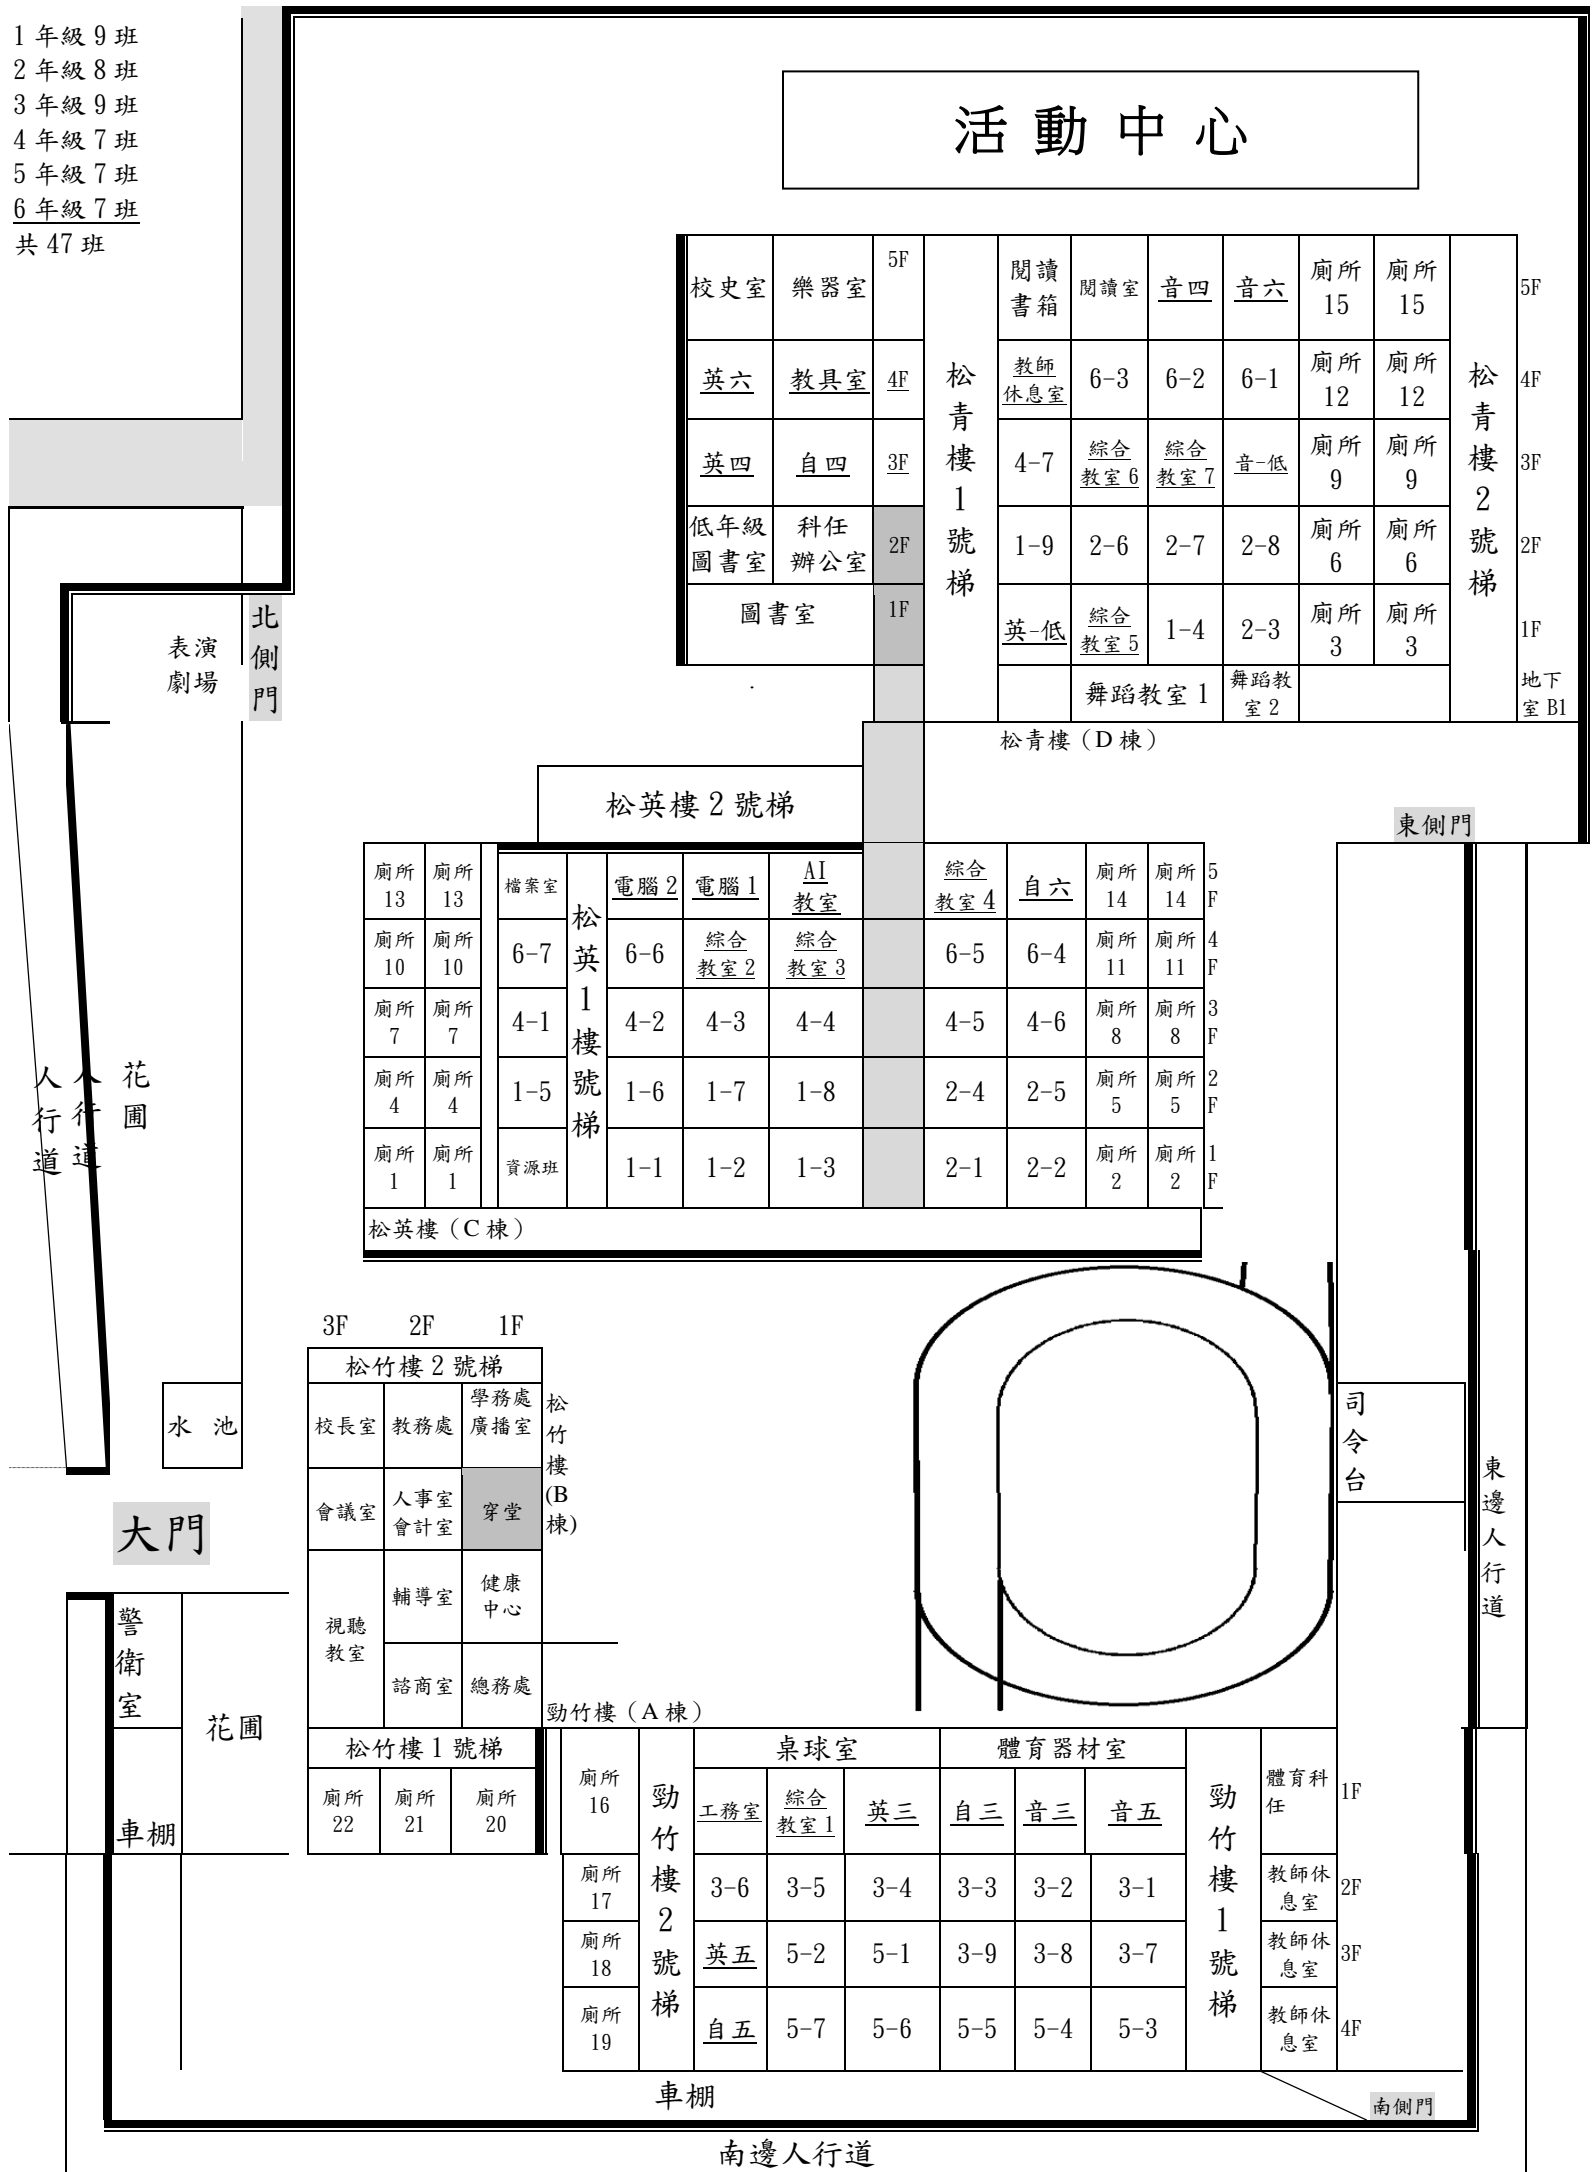 1 年級 9 班
2 年級 8 班
3 年級 9 班
4 年級 7 班
5 年級 7 班
6 年級 7 班
共 47 班
活動中心
校史室 樂器室 5F 閱讀書箱 閱讀室 音四 音六 廁所15 廁所15 5F
英六 教具室 4F 教師休息室 6-3 6-2 6-1 廁所12 廁所12 4F
英四 自四 3F 4-7 綜合教室6 綜合教室7 音-低 廁所9 廁所9 3F
低年級圖書室 科任辦公室 2F 1-9 2-6 2-7 2-8 廁所6 廁所6 2F
圖書室 1F 英-低 綜合教室5 1-4 2-3 廁所3 廁所3 1F
舞蹈教室 1 舞蹈教室 2 地下室 B1
松青樓1號梯
松青樓2號梯
松青樓（D 棟）
表演劇場
北側門
松英樓 2 號梯
東側門
廁所13 廁所13 檔案室 電腦 2 電腦 1 AI教室 綜合教室 4 自六 廁所14 廁所14 5F
廁所10 廁所10 6-7 6-6 綜合教室 2 綜合教室 3 6-5 6-4 廁所11 廁所11 4F
廁所7 廁所7 4-1 4-2 4-3 4-4 4-5 4-6 廁所8 廁所8 3F
廁所4 廁所4 1-5 1-6 1-7 1-8 2-4 2-5 廁所5 廁所5 2F
廁所1 廁所1 資源班 1-1 1-2 1-3 2-1 2-2 廁所2 廁所2 1F
松英1樓號梯
松英樓（C 棟）
人行道
人行道
花圃
水 池
大門
警衛室
花圃
車棚
3F 2F 1F
松竹樓 2 號梯
校長室 教務處 學務處廣播室
會議室 人事室會計室 穿堂
視聽教室 輔導室 健康中心
諮商室 總務處
松竹樓(B棟)
松竹樓 1 號梯
廁所22 廁所21 廁所20
司令台
東邊人行道
勁竹樓（A 棟）
桌球室 體育器材室
廁所16 工務室 綜合教室 1 英三 自三 音三 音五 體育科任 1F
廁所17 3-6 3-5 3-4 3-3 3-2 3-1 教師休息室 2F
廁所18 英五 5-2 5-1 3-9 3-8 3-7 教師休息室 3F
廁所19 自五 5-7 5-6 5-5 5-4 5-3 教師休息室 4F
勁竹樓2號梯
勁竹樓1號梯
車棚
南側門
南邊人行道